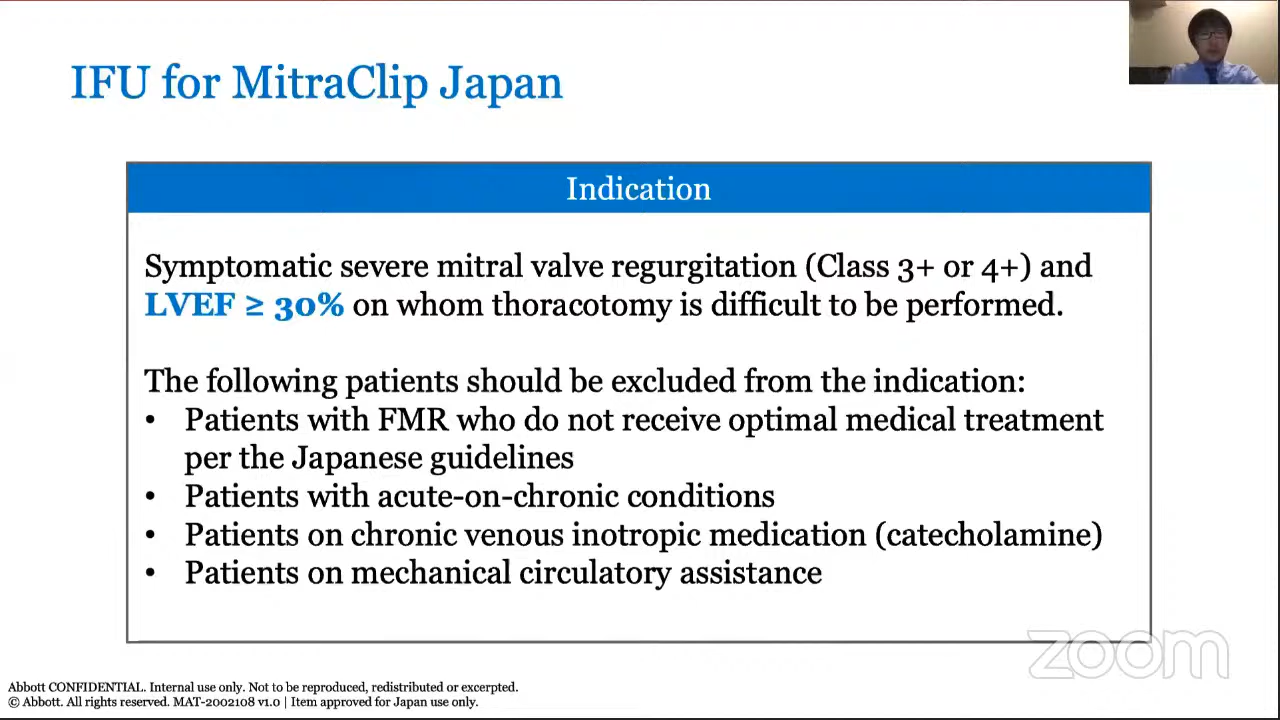 IFU for MitraClip Japan
Indication
Symptomatic severe mitral valve regurgitation (Class 3+ or 4+) and
LVEF ≥ 30% on whom thoracotomy is difficult to be performed.
The following patients should be excluded from the indication:
• Patients with FMR who do not receive optimal medical treatment
per the Japanese guidelines
• Patients with acute-on-chronic conditions
• Patients on chronic venous inotropic medication (catecholamine)
• Patients on mechanical circulatory assistance
zoom
Abbott CONFIDENTIAL. Internal use only. Not to be reproduced, redistributed or excerpted.
© Abbott. All rights reserved. MAT-2002108 v1.0 | Item approved for Japan use only.